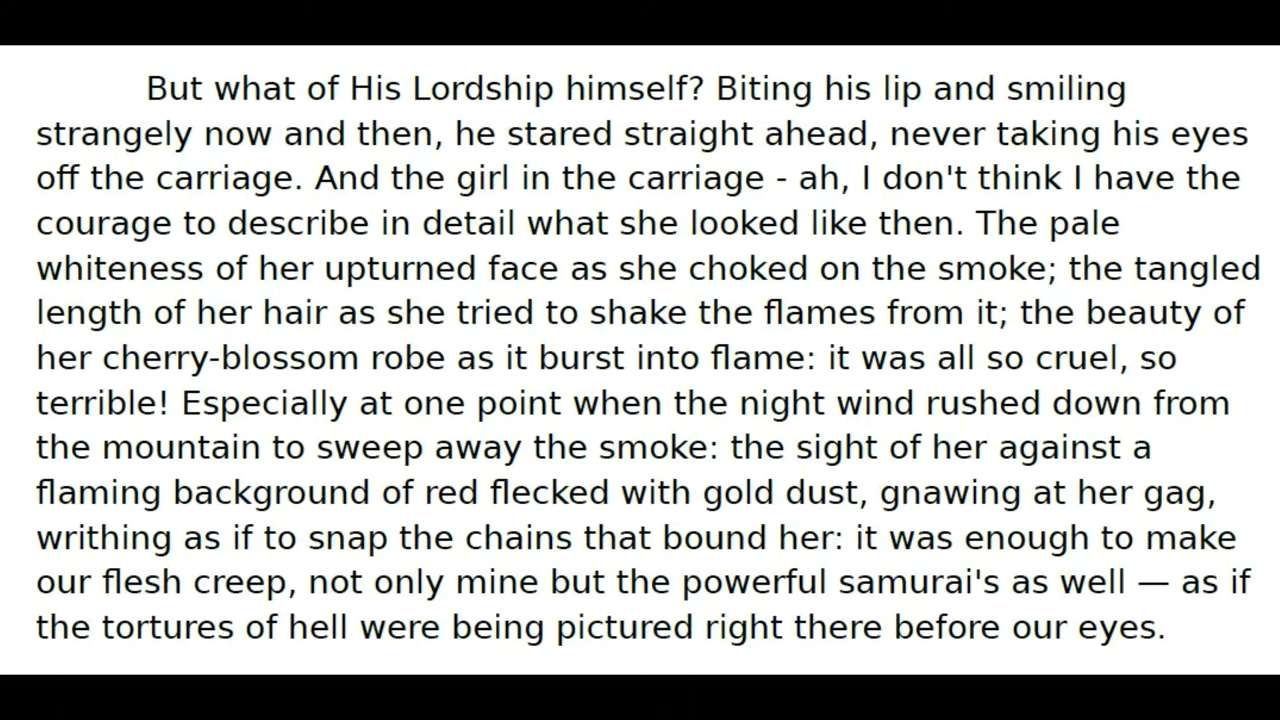 But what of His Lordship himself? Biting his lip and smiling
strangely now and then, he stared straight ahead, never taking his eyes
off the carriage. And the girl in the carriage - ah, I don't think I have the
courage to describe in detail what she looked like then. The pale
whiteness of her upturned face as she choked on the smoke; the tangled
length of her hair as she tried to shake the flames from it; the beauty of
her cherry-blossom robe as it burst into flame: it was all so cruel, so
terrible! Especially at one point when the night wind rushed down from
the mountain to sweep away the smoke: the sight of her against a
flaming background of red flecked with gold dust, gnawing at her gag,
writhing as if to snap the chains that bound her: it was enough to make
our flesh creep, not only mine but the powerful samurai's as well — as if
the tortures of hell were being pictured right there before our eyes.